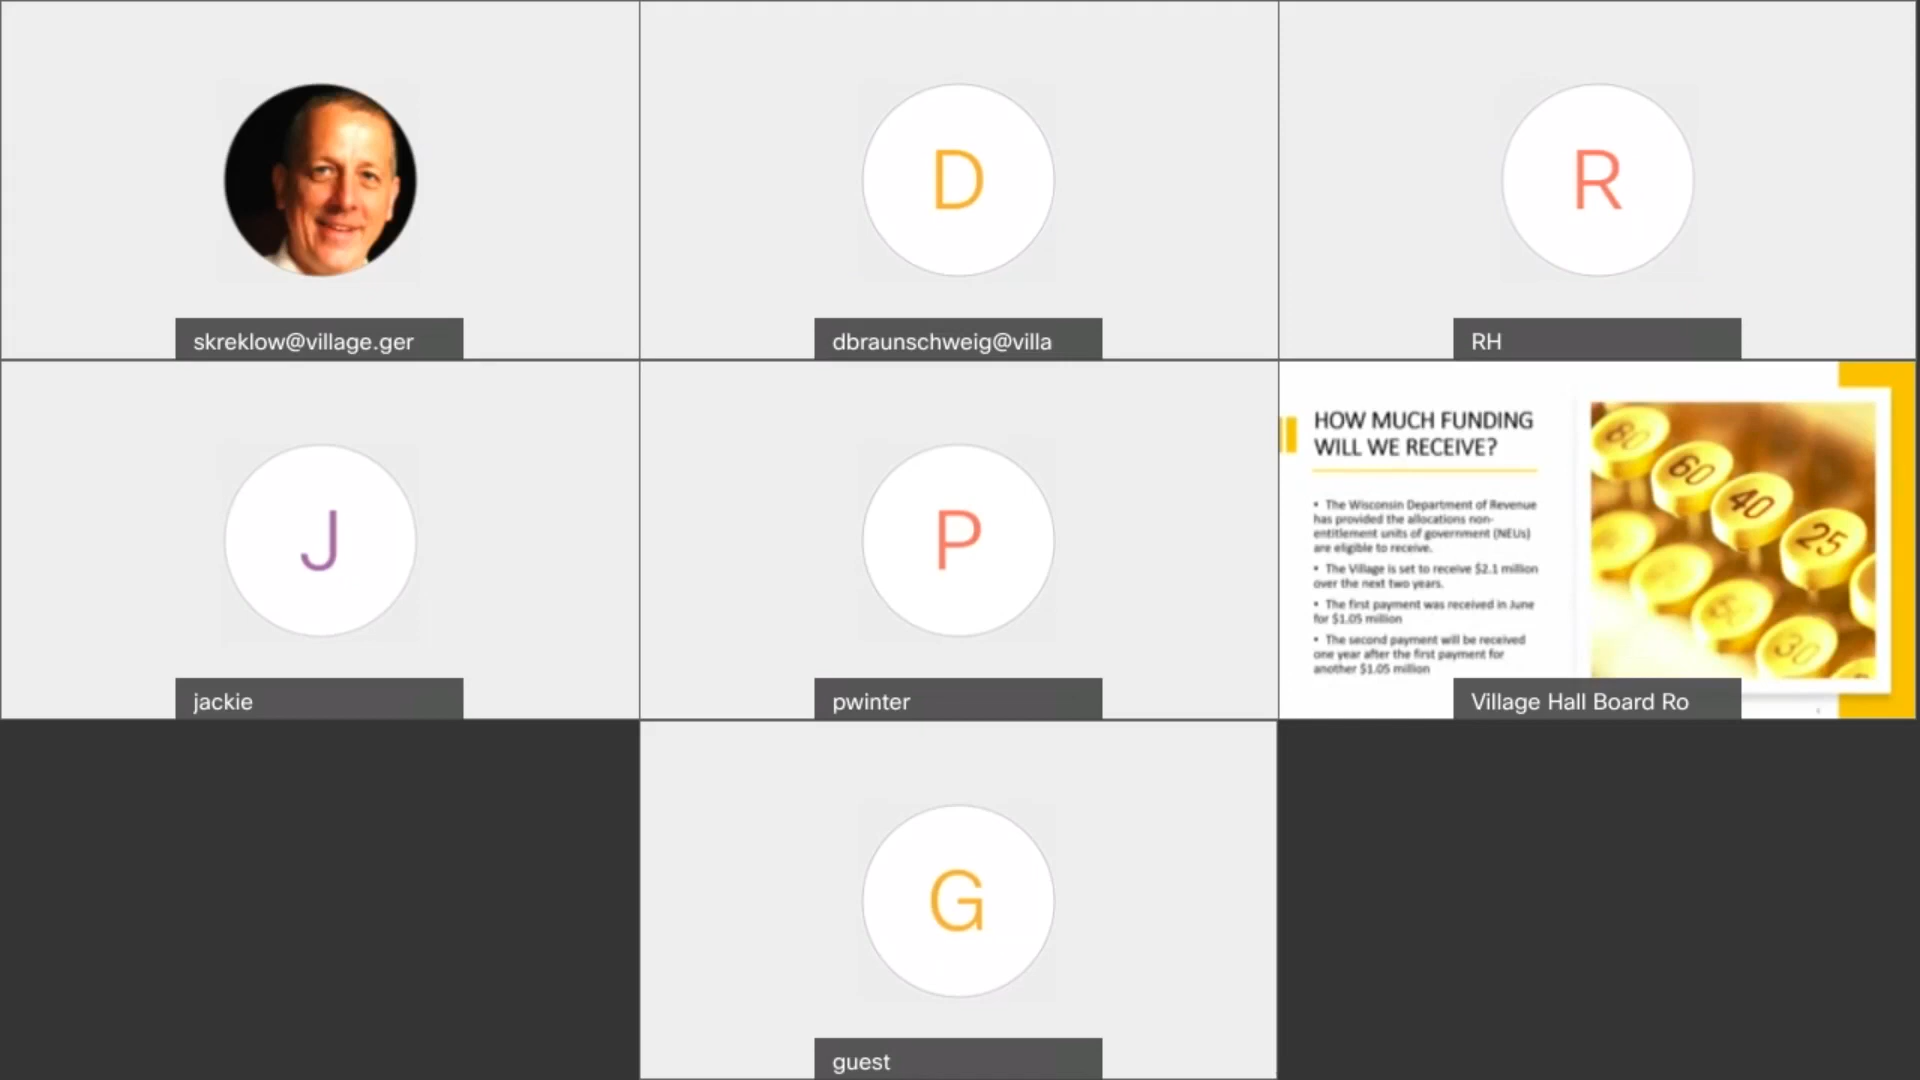 D
R
skreklow@village.ger
dbraunschweig@villa
RH
J
P
HOW MUCH FUNDING
WILL WE RECEIVE?
• The Wisconsin Department of Revenue
has provided the allocations non-
entitlement units of government (NEUs)
are eligible to receive.
• The Village is set to receive $2.1 million
over the next two years.
• The first payment was received in June
for $1.05 million
• The second payment will be received
one year after the first payment for
another $1.05 million
80
60
40
25
30
jackie
pwinter
Village Hall Board Ro
G
guest